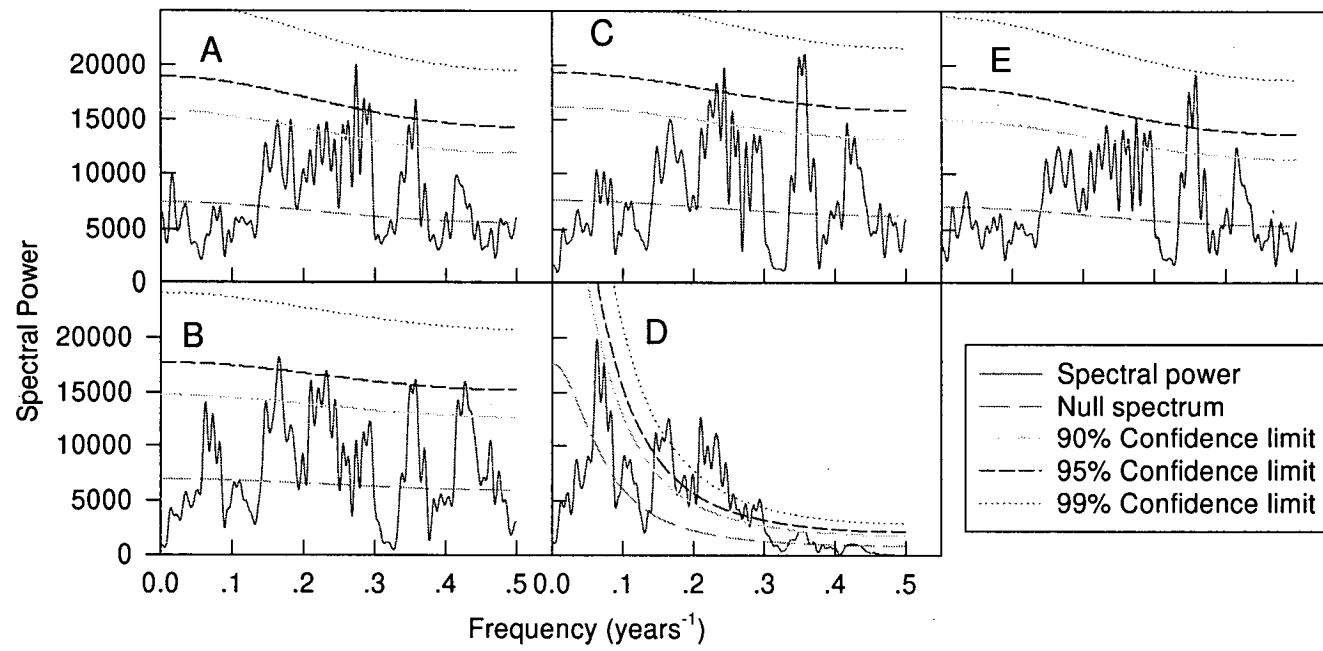 A
C
E
20000
15000
10000
5000
0
B
D
20000
15000
10000
5000
0
Spectral Power
Spectral power
Null spectrum
90% Confidence limit
95% Confidence limit
99% Confidence limit
0.0 .1 .2 .3 .4 .5 0.0 .1 .2 .3 .4 .5
Frequency (years⁻¹)